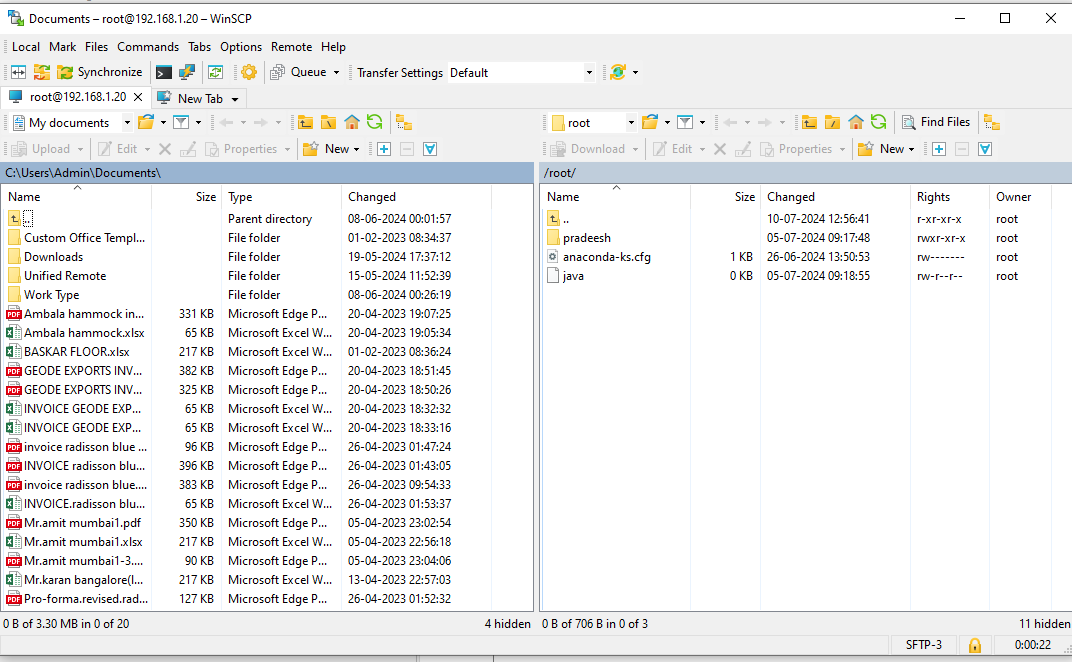 Documents – root@192.168.1.20 – WinSCP
Local Mark Files Commands Tabs Options Remote Help
Synchronize Queue Transfer Settings Default
root@192.168.1.20 New Tab
My documents root Find Files
Upload Edit Properties New Download Edit Properties New
C:\Users\Admin\Documents\ /root/
Name Size Type Changed Name Size Changed Rights Owner
.. Parent directory 08-06-2024 00:01:57 .. 10-07-2024 12:56:41 r-xr-xr-x root
Custom Office Templ... File folder 01-02-2023 08:34:37 pradeesh 05-07-2024 09:17:48 rwxr-xr-x root
Downloads File folder 19-05-2024 17:37:12 anaconda-ks.cfg 1 KB 26-06-2024 13:50:53 rw------- root
Unified Remote File folder 15-05-2024 11:52:39 java 0 KB 05-07-2024 09:18:55 rw-r--r-- root
Work Type File folder 08-06-2024 00:26:19
PDF Ambala hammock in... 331 KB Microsoft Edge P... 20-04-2023 19:07:25
Ambala hammock.xlsx 65 KB Microsoft Excel W... 20-04-2023 19:05:34
BASKAR FLOOR.xlsx 217 KB Microsoft Excel W... 01-02-2023 08:36:24
PDF GEODE EXPORTS INV... 382 KB Microsoft Edge P... 20-04-2023 18:51:45
PDF GEODE EXPORTS INV... 325 KB Microsoft Edge P... 20-04-2023 18:50:26
INVOICE GEODE EXP... 65 KB Microsoft Excel W... 20-04-2023 18:32:32
INVOICE GEODE EXP... 65 KB Microsoft Excel W... 20-04-2023 18:33:16
PDF invoice radisson blue ... 96 KB Microsoft Edge P... 26-04-2023 01:47:24
PDF INVOICE radisson blu... 396 KB Microsoft Edge P... 26-04-2023 01:43:05
PDF invoice radisson blue.... 383 KB Microsoft Edge P... 26-04-2023 09:54:33
INVOICE.radisson blu... 65 KB Microsoft Excel W... 26-04-2023 01:53:37
PDF Mr.amit mumbai1.pdf 350 KB Microsoft Edge P... 05-04-2023 23:02:54
Mr.amit mumbai1.xlsx 217 KB Microsoft Excel W... 05-04-2023 22:56:18
PDF Mr.amit mumbai1-3.... 90 KB Microsoft Edge P... 05-04-2023 23:04:06
Mr.karan bangalore(I... 217 KB Microsoft Excel W... 13-04-2023 22:57:03
PDF Pro-forma.revised.rad... 127 KB Microsoft Edge P... 26-04-2023 01:52:32
0 B of 3.30 MB in 0 of 20 4 hidden 0 B of 706 B in 0 of 3 11 hidden
SFTP-3 0:00:22